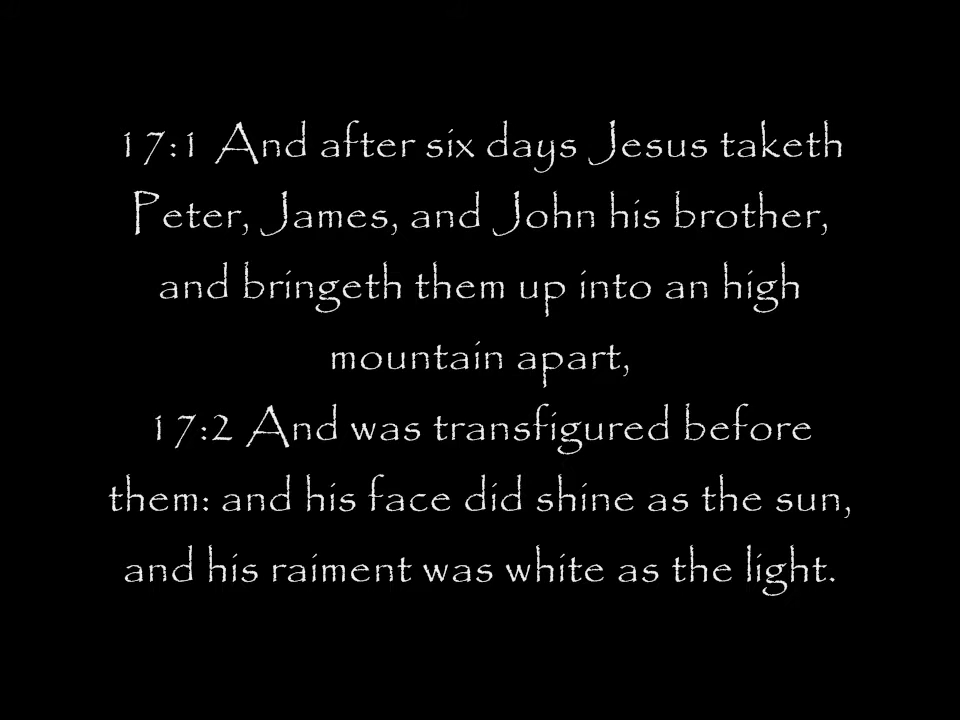 17:1 And after six days Jesus taketh
Peter, James, and John his brother,
and bringeth them up into an high
mountain apart,
17:2 And was transfigured before
them: and his face did shine as the sun,
and his raiment was white as the light.